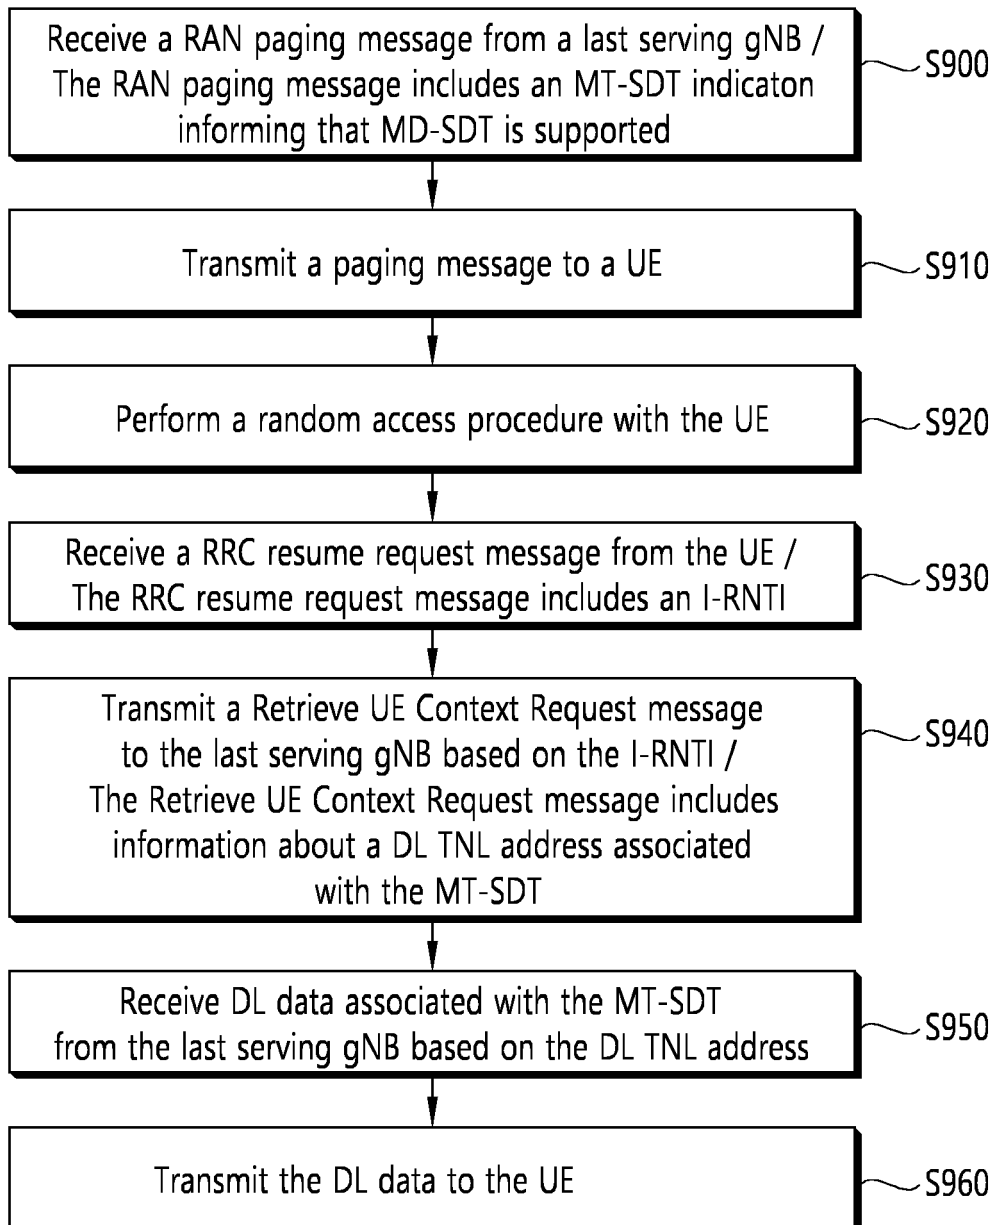 Receive a RAN paging message from a last serving gNB /
The RAN paging message includes an MT-SDT indicaton
informing that MD-SDT is supported
S900
Transmit a paging message to a UE
S910
Perform a random access procedure with the UE
S920
Receive a RRC resume request message from the UE /
The RRC resume request message includes an I-RNTI
S930
Transmit a Retrieve UE Context Request message
to the last serving gNB based on the I-RNTI /
The Retrieve UE Context Request message includes
information about a DL TNL address associated
with the MT-SDT
S940
Receive DL data associated with the MT-SDT
from the last serving gNB based on the DL TNL address
S950
Transmit the DL data to the UE
S960